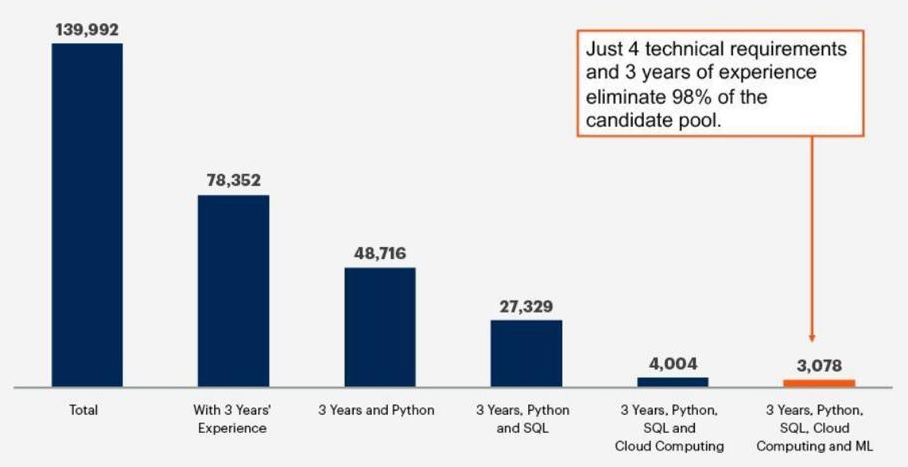 139,992
Just 4 technical requirements
and 3 years of experience
eliminate 98% of the
candidate pool.
78,352
48,716
27,329
4,004
3,078
Total
With 3 Years'
Experience
3 Years and Python
3 Years, Python
and SQL
3 Years, Python,
SQL and
Cloud Computing
3 Years, Python,
SQL, Cloud
Computing and ML